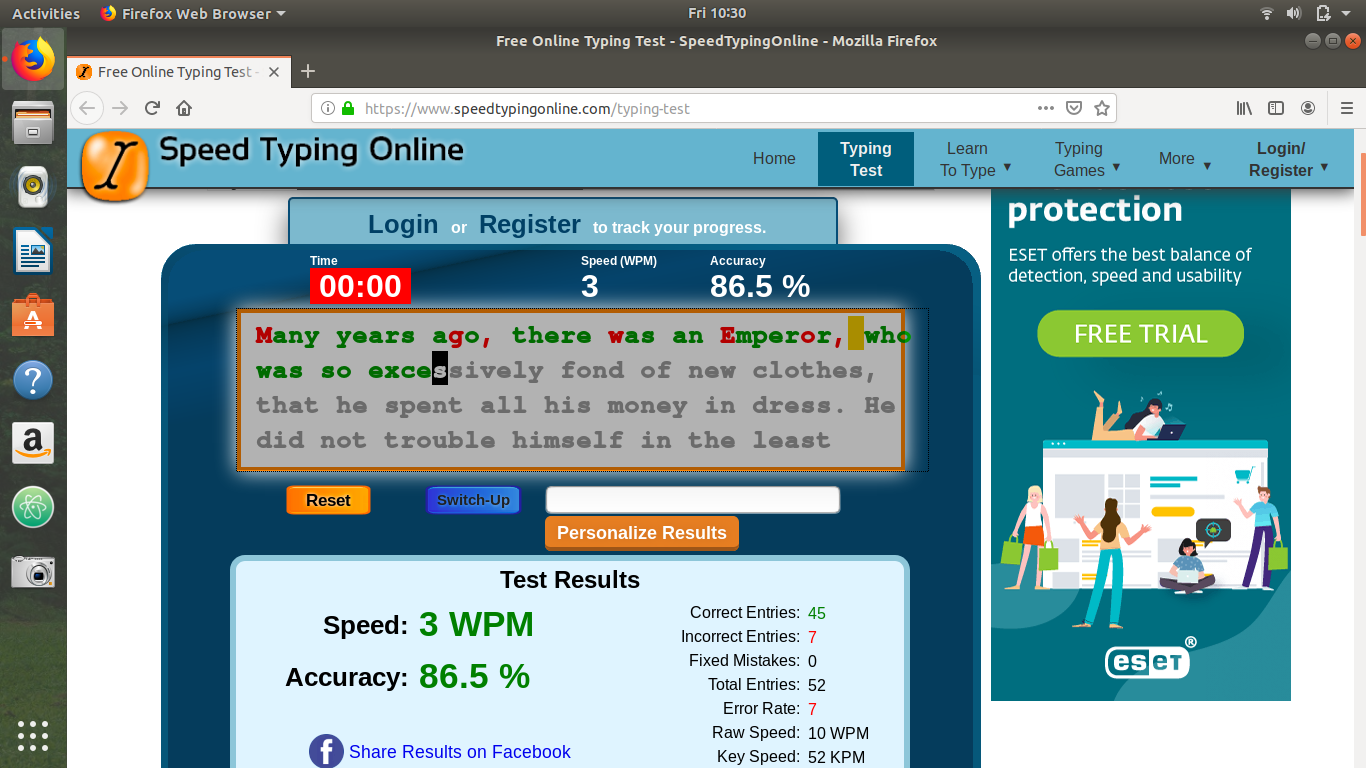 Activities Firefox Web Browser Fri 10:30
Free Online Typing Test - SpeedTypingOnline - Mozilla Firefox
Free Online Typing Test -
https://www.speedtypingonline.com/typing-test
Speed Typing Online
Home
Typing
Test
Learn
To Type
Typing
Games
More
Login/
Register
Login or Register to track your progress.
Time
00:00
Speed (WPM)
3
Accuracy
86.5 %
Many years ago, there was an Emperor, who
was so excessively fond of new clothes,
that he spent all his money in dress. He
did not trouble himself in the least
Reset
Switch-Up
Personalize Results
Test Results
Speed: 3 WPM
Accuracy: 86.5 %
Share Results on Facebook
Correct Entries: 45
Incorrect Entries: 7
Fixed Mistakes: 0
Total Entries: 52
Error Rate: 7
Raw Speed: 10 WPM
Key Speed: 52 KPM
protection
ESET offers the best balance of
detection, speed and usability
FREE TRIAL
eseT®